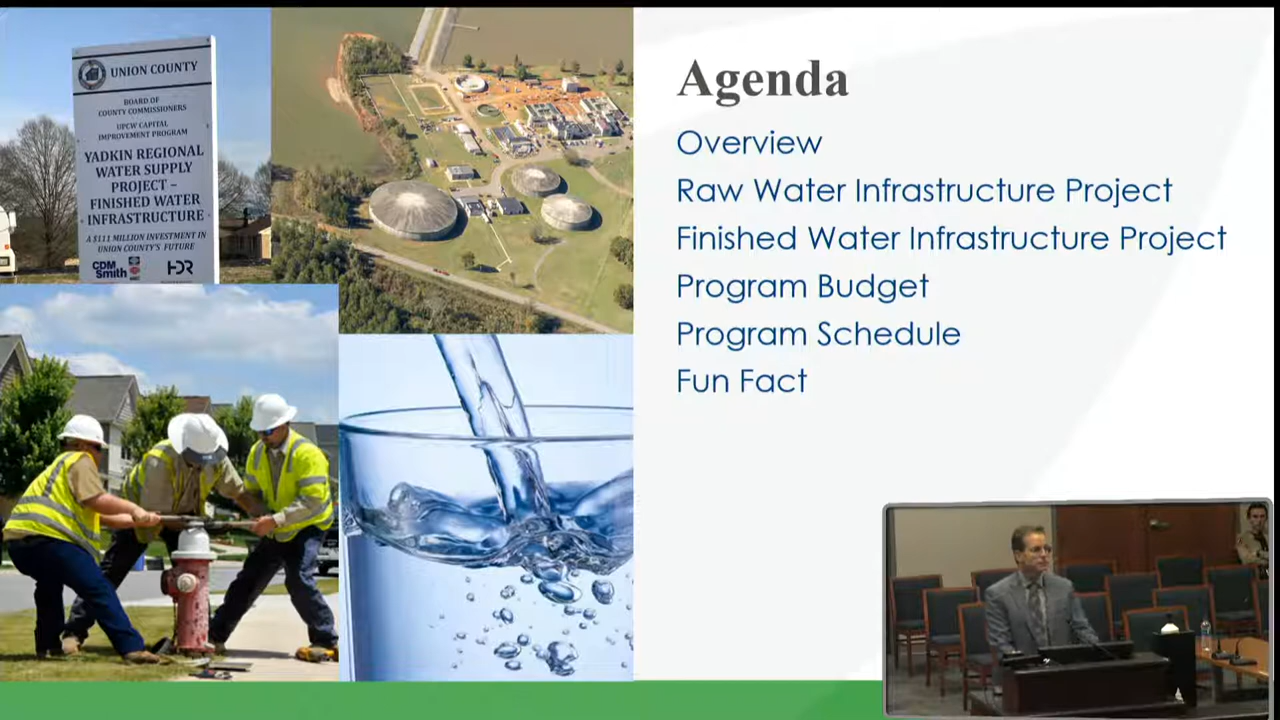 UNION COUNTY
BOARD OF
COUNTY COMMISSIONERS
UPCW CAPITAL
IMPROVEMENT PROGRAM
YADKIN REGIONAL
WATER SUPPLY
PROJECT –
FINISHED WATER
INFRASTRUCTURE
A $111 MILLION INVESTMENT IN
UNION COUNTY'S FUTURE
CDM
Smith
HDR
Agenda
Overview
Raw Water Infrastructure Project
Finished Water Infrastructure Project
Program Budget
Program Schedule
Fun Fact